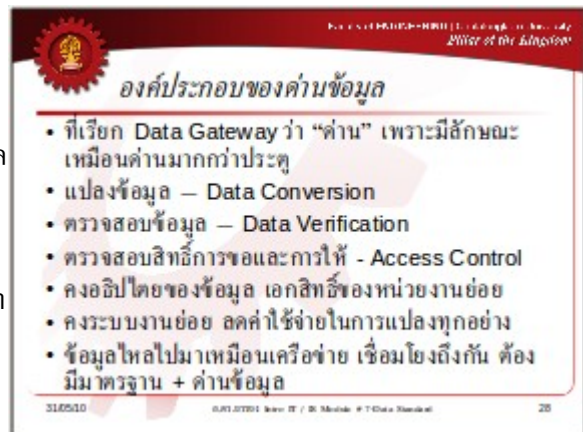 Faculty of ENGINEERING | Chulalongkorn University
Pillar of the Kingdom
องค์ประกอบของด่านข้อมูล
• ที่เรียก Data Gateway ว่า “ด่าน” เพราะมีลักษณะ
เหมือนด่านมากกว่าประตู
• แปลงข้อมูล – Data Conversion
• ตรวจสอบข้อมูล – Data Verification
• ตรวจสอบสิทธิ์การขอและการให้ - Access Control
• คงอธิปไตยของข้อมูล เอกสิทธิ์ของหน่วยงานย่อย
• คงระบบงานย่อย ลดค่าใช้จ่ายในการแปลงทุกอย่าง
• ข้อมูลไหลไปมาเหมือนเครือข่าย เชื่อมโยงถึงกัน ต้อง
มีมาตรฐาน + ด่านข้อมูล
31/05/10
Intro IT / IS Module # 7-Data Standard
28